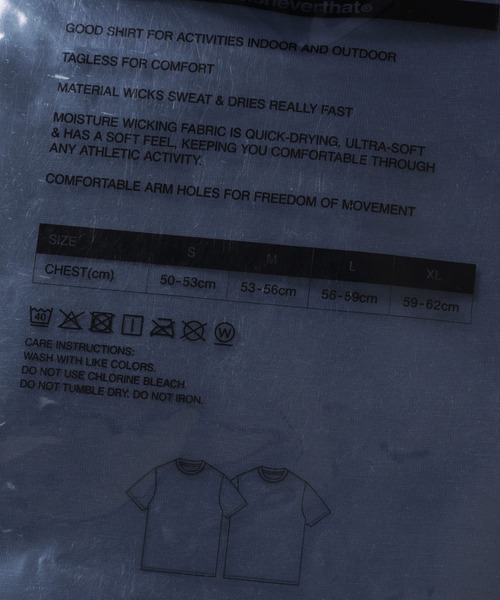 thatⓒ
GOOD SHIRT FOR ACTIVITIES INDOOR AND OUTDOOR
TAGLESS FOR COMFORT
MATERIAL WICKS SWEAT & DRIES REALLY FAST
MOISTURE WICKING FABRIC IS QUICK-DRYING, ULTRA-SOFT
& HAS A SOFT FEEL, KEEPING YOU COMFORTABLE THROUGH
ANY ATHLETIC ACTIVITY.
COMFORTABLE ARM HOLES FOR FREEDOM OF MOVEMENT
SIZE S M L XL
CHEST(cm) 50-53cm 53-56cm 56-59cm 59-62cm
40 W
CARE INSTRUCTIONS:
WASH WITH LIKE COLORS.
DO NOT USE CHLORINE BLEACH.
DO NOT TUMBLE DRY. DO NOT IRON.